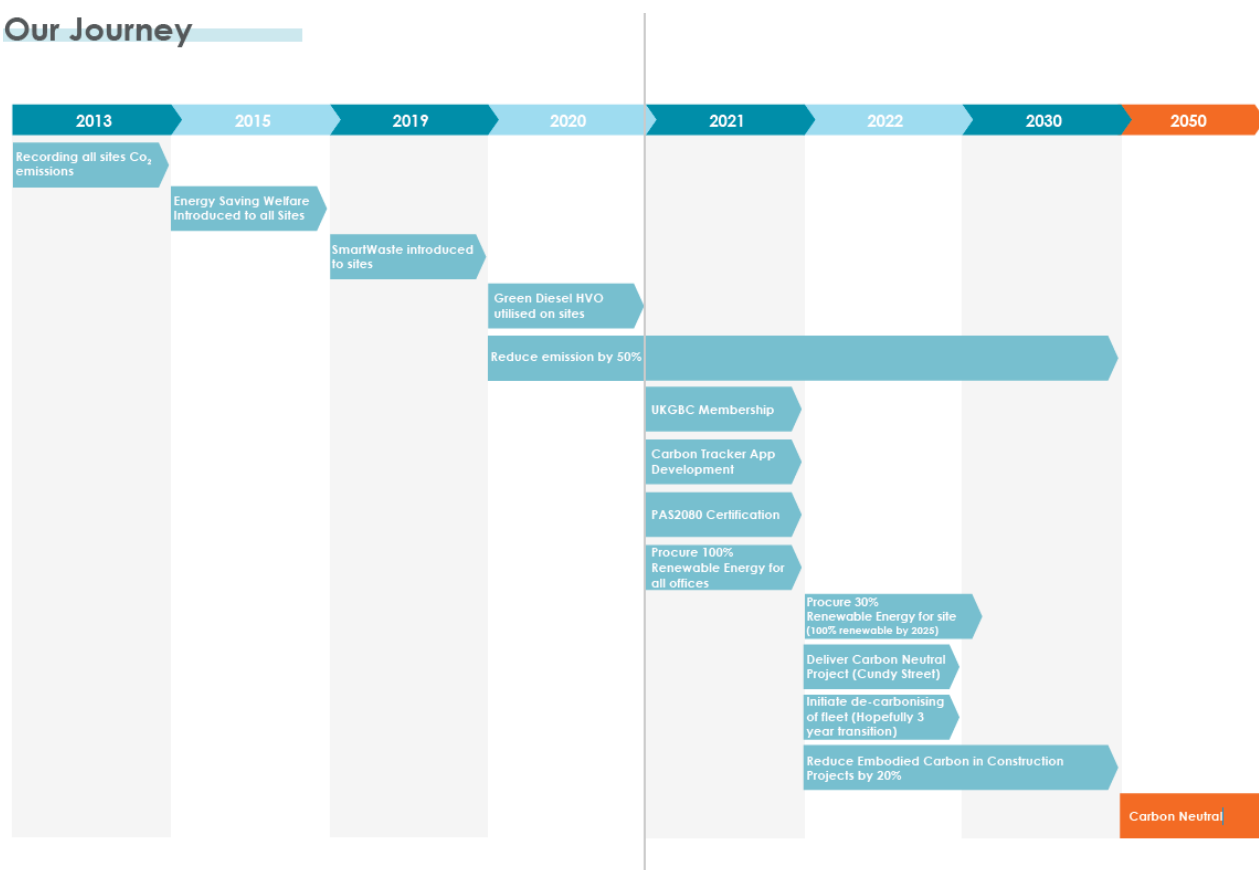 Our Journey
2013 2015 2019 2020 2021 2022 2030 2050
Recording all sites Co₂
emissions
Energy Saving Welfare
Introduced to all Sites
SmartWaste introduced
to sites
Green Diesel HVO
utilised on sites
Reduce emission by 50%
UKGBC Membership
Carbon Tracker App
Development
PAS2080 Certification
Procure 100%
Renewable Energy for
all offices
Procure 30%
Renewable Energy for site
(100% renewable by 2025)
Deliver Carbon Neutral
Project (Cundy Street)
Initiate de-carbonising
of fleet (Hopefully 3
year transition)
Reduce Embodied Carbon in Construction
Projects by 20%
Carbon Neutral